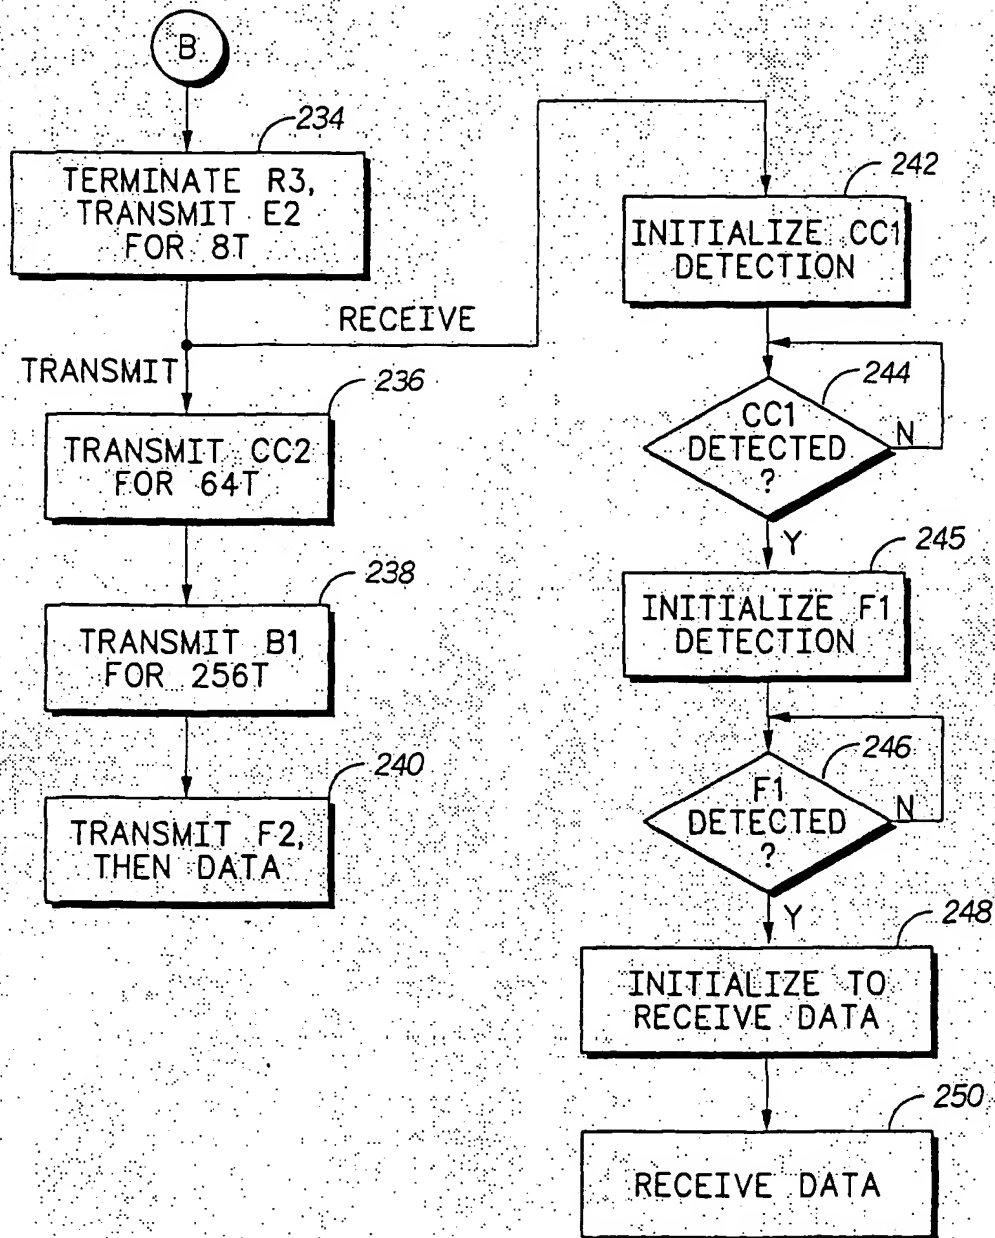 B
234
TERMINATE R3,
TRANSMIT E2
FOR 8T
RECEIVE
TRANSMIT
236
TRANSMIT CC2
FOR 64T
238
TRANSMIT B1
FOR 256T
240
TRANSMIT F2,
THEN DATA
242
INITIALIZE CC1
DETECTION
244
CC1
DETECTED
?
N
Y
245
INITIALIZE F1
DETECTION
246
F1
DETECTED
?
N
Y
248
INITIALIZE TO
RECEIVE DATA
250
RECEIVE DATA